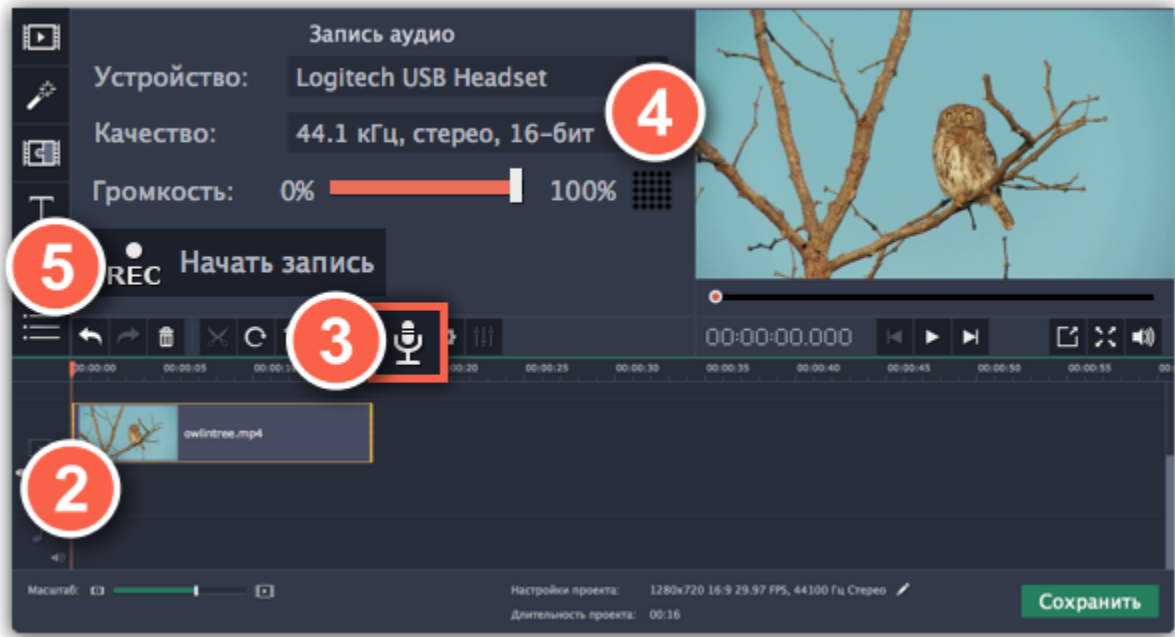 Запись аудио
Устройство: Logitech USB Headset
Качество: 44.1 кГц, стерео, 16-бит
4
Громкость: 0% 100%
T
5
REC Начать запись
3
00:00:00.000
00:00:00 00:00:05 00:20 00:00:25 00:00:30 00:00:35 00:00:40 00:00:45 00:00:50 00:00:55
owlintree.mp4
2
Масштаб:
Настройки проекта: 1280x720 16:9 29.97 FPS, 44100 Гц Стерео
Длительность проекта: 00:16
Сохранить